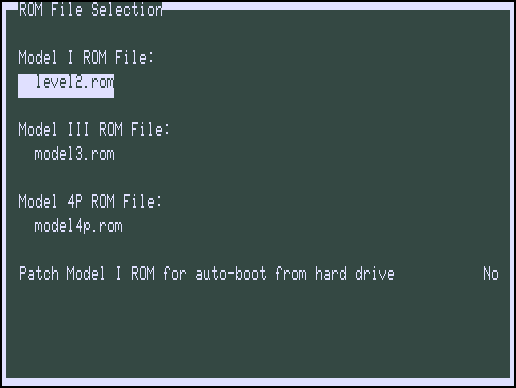 ROM File Selection
Model I ROM File:
level2.rom
Model III ROM File:
model3.rom
Model 4P ROM File:
model4p.rom
Patch Model I ROM for auto-boot from hard drive No